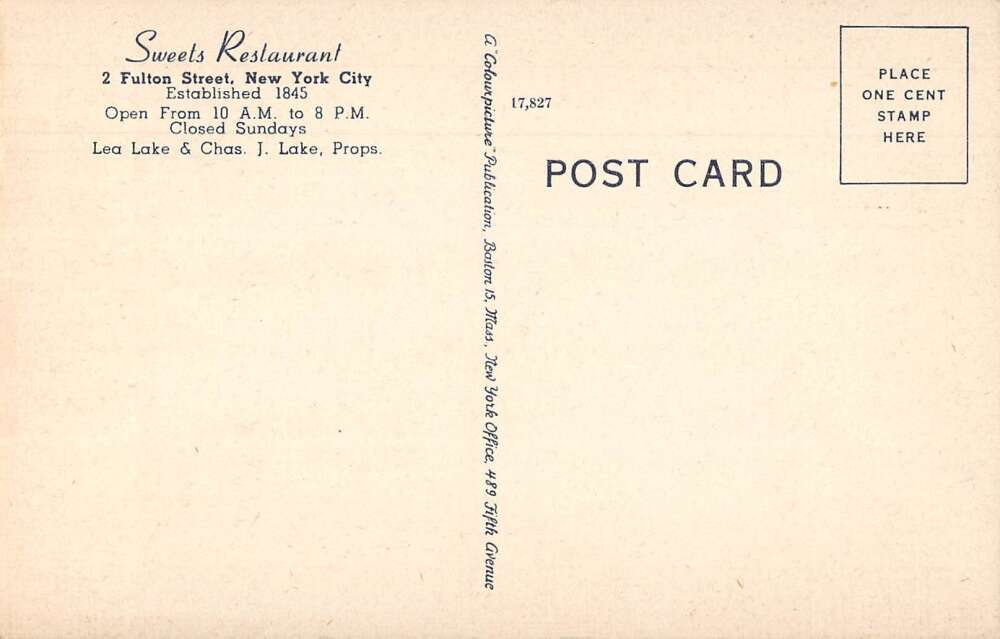 Sweets Restaurant
2 Fulton Street, New York City
Established 1845
Open From 10 A.M. to 8 P.M.
Closed Sundays
Lea Lake & Chas. J. Lake, Props.
A "Colourpicture" Publication, Boston 15, Mass., New York Office, 489 Fifth Avenue
17,827
POST CARD
PLACE
ONE CENT
STAMP
HERE